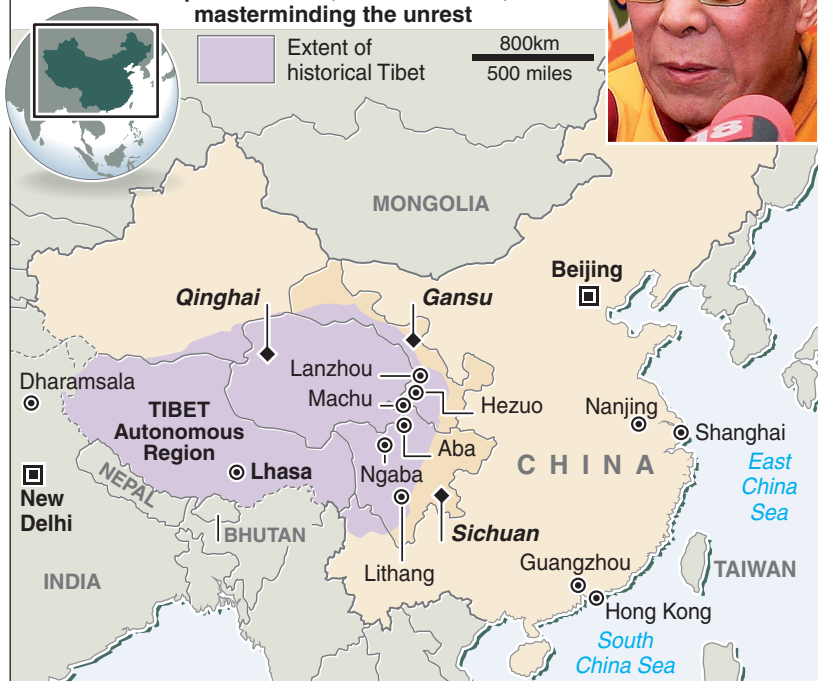 masterminding the unrest
Extent of
historical Tibet
800km
500 miles
18
MONGOLIA
Beijing
Qinghai
Gansu
Lanzhou
Dharamsala
Machu
Hezuo
Nanjing
TIBET
Autonomous
Region
Shanghai
Aba
CHINA
East
China
Sea
Lhasa
Ngaba
NEPAL
New
Delhi
BHUTAN
Sichuan
Guangzhou
Lithang
INDIA
TAIWAN
Hong Kong
South
China Sea